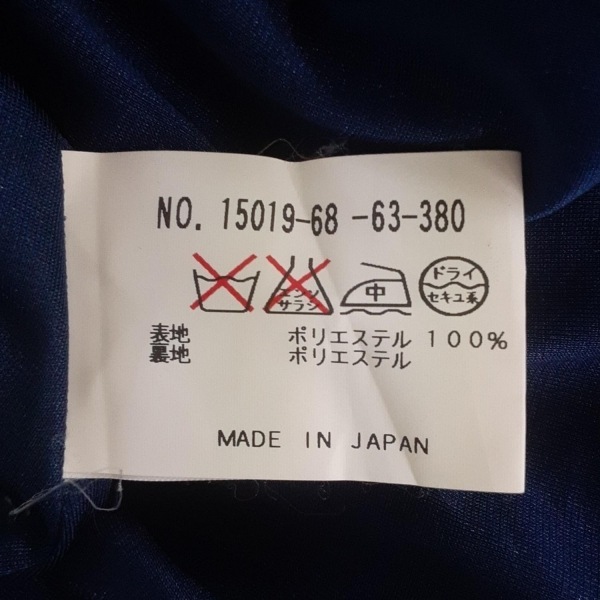 NO. 15019-68 -63-380
エンソ
サラシ
中
ドライ
セキユ系
表地 ポリエステル 100%
裏地 ポリエステル
MADE IN JAPAN